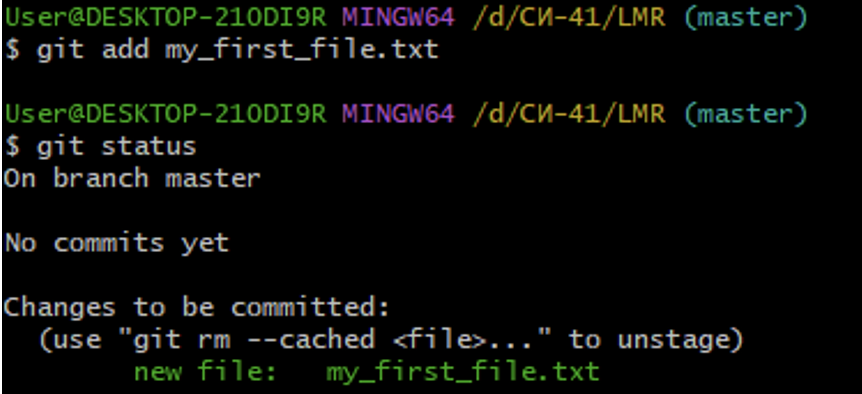 User@DESKTOP-21ODI9R MINGW64 /d/СИ-41/LMR (master)
$ git add my_first_file.txt
User@DESKTOP-21ODI9R MINGW64 /d/СИ-41/LMR (master)
$ git status
On branch master
No commits yet
Changes to be committed:
  (use "git rm --cached <file>..." to unstage)
        new file:   my_first_file.txt